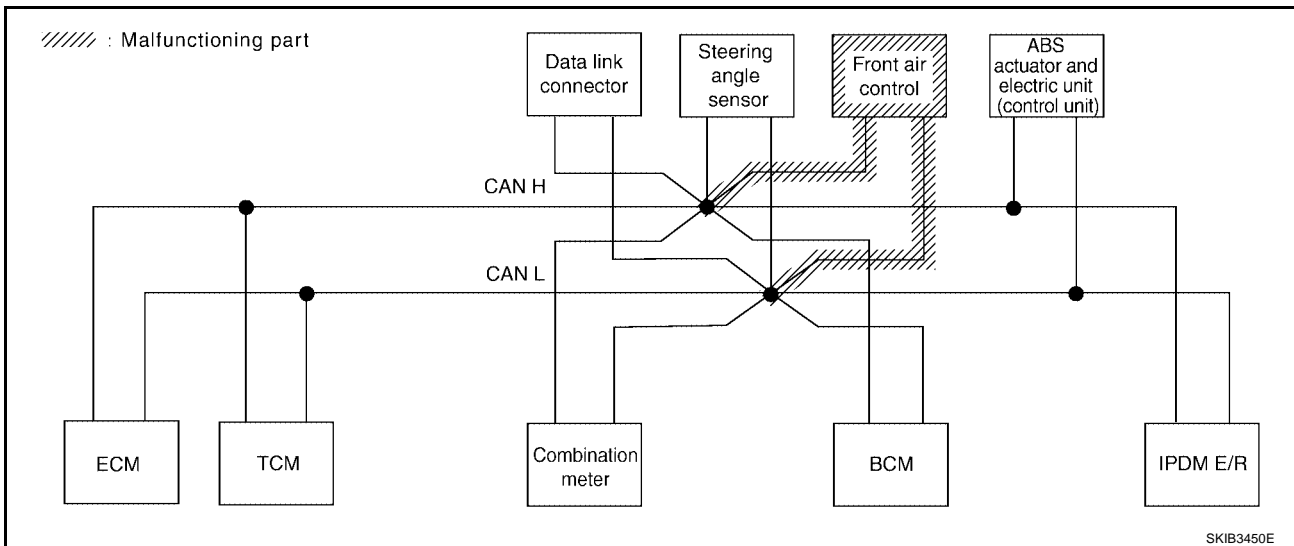 : Malfunctioning part
Data link
connector
Steering
angle
sensor
Front air
control
ABS
actuator and
electric unit
(control unit)
CAN H
CAN L
ECM
TCM
Combination
meter
BCM
IPDM E/R
SKIB3450E